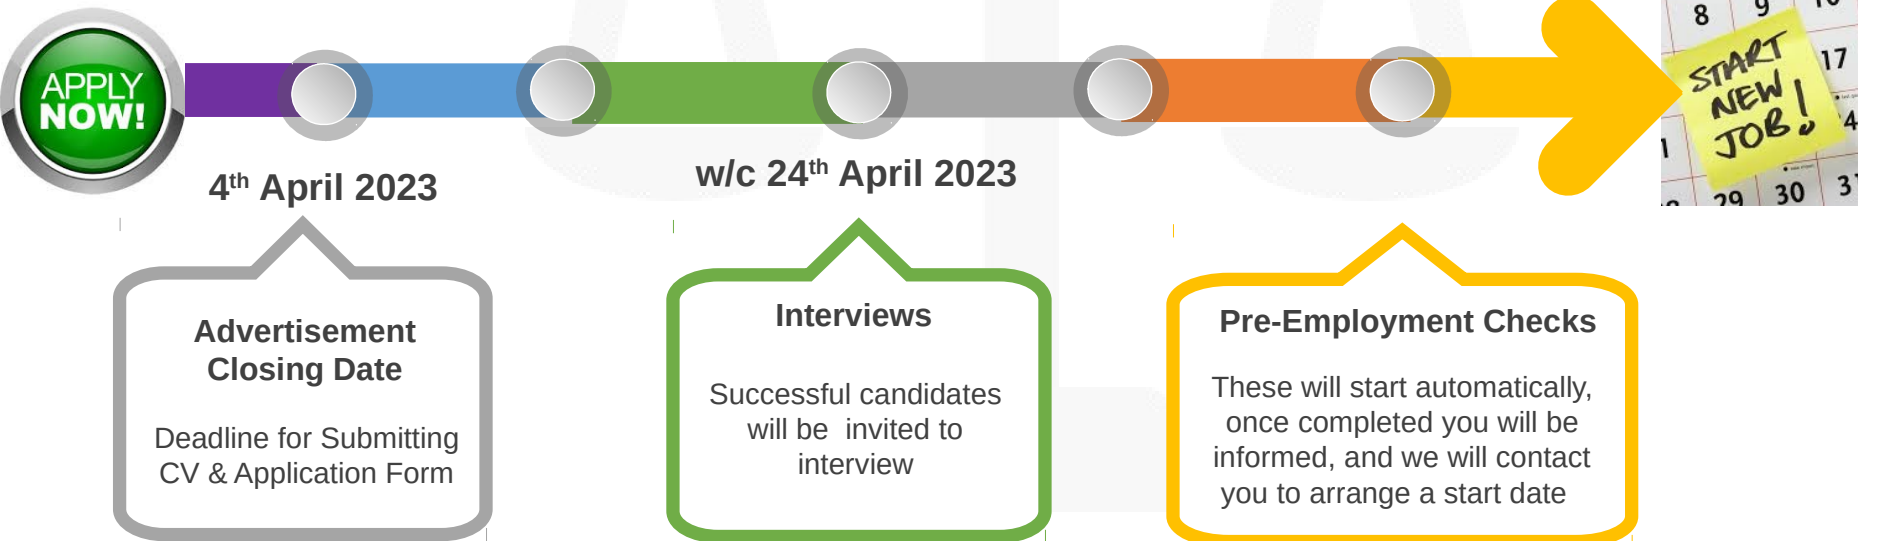 APPLY
NOW!
8 9 10
START
NEW
JOB!
17
29 30 31
4th April 2023
w/c 24th April 2023
Advertisement
Closing Date
Deadline for Submitting
CV & Application Form
Interviews
Successful candidates
will be  invited to
interview
Pre-Employment Checks
These will start automatically,
once completed you will be
informed, and we will contact
you to arrange a start date